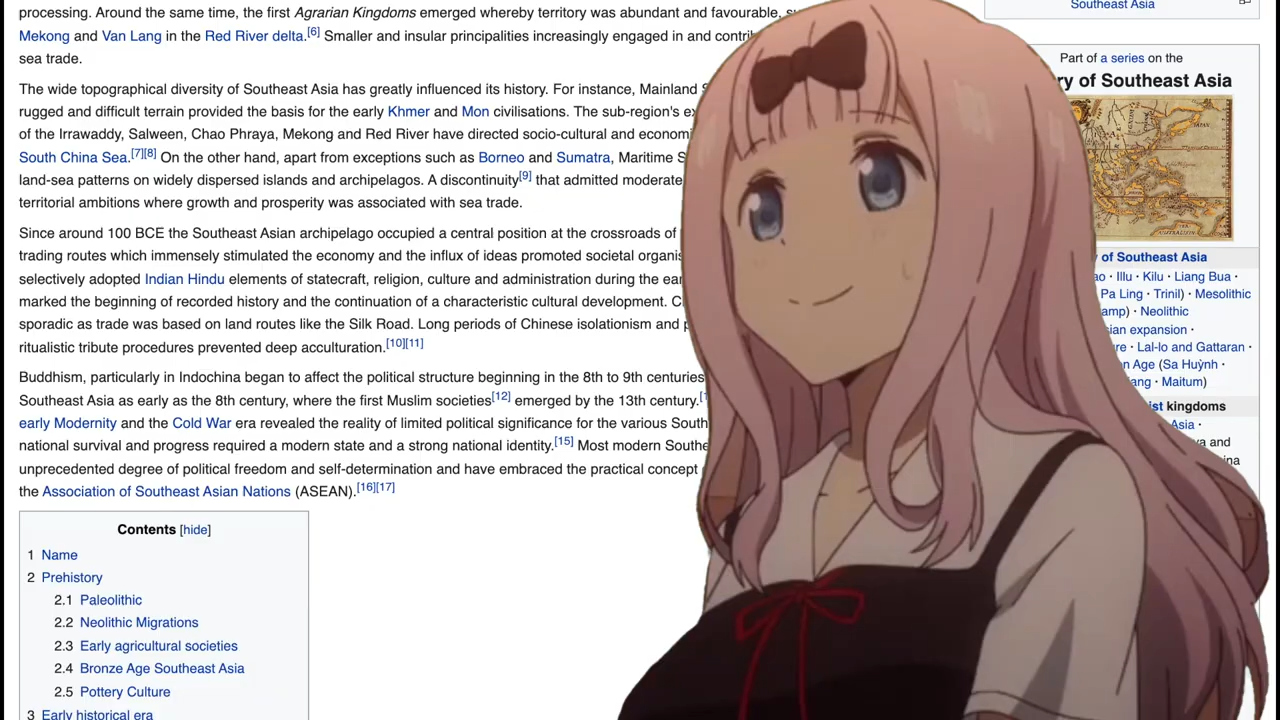 processing. Around the same time, the first Agrarian Kingdoms emerged whereby territory was abundant and favourable,
Mekong and Van Lang in the Red River delta.[6] Smaller and insular principalities increasingly engaged in and
sea trade.
The wide topographical diversity of Southeast Asia has greatly influenced its history. For instance, Mainland
rugged and difficult terrain provided the basis for the early Khmer and Mon civilisations. The sub-region's
of the Irrawaddy, Salween, Chao Phraya, Mekong and Red River have directed socio-cultural and
South China Sea.[7][8] On the other hand, apart from exceptions such as Borneo and Sumatra, Maritime
land-sea patterns on widely dispersed islands and archipelagos. A discontinuity[9] that admitted moderate
territorial ambitions where growth and prosperity was associated with sea trade.
Since around 100 BCE the Southeast Asian archipelago occupied a central position at the crossroads of
trading routes which immensely stimulated the economy and the influx of ideas promoted societal
selectively adopted Indian Hindu elements of statecraft, religion, culture and administration during the
marked the beginning of recorded history and the continuation of a characteristic cultural development.
sporadic as trade was based on land routes like the Silk Road. Long periods of Chinese isolationism and
ritualistic tribute procedures prevented deep acculturation.[10][11]
Buddhism, particularly in Indochina began to affect the political structure beginning in the 8th to 9th centuries
Southeast Asia as early as the 8th century, where the first Muslim societies[12] emerged by the 13th century.
early Modernity and the Cold War era revealed the reality of limited political significance for the various
national survival and progress required a modern state and a strong national identity.[15] Most modern
unprecedented degree of political freedom and self-determination and have embraced the practical concept
the Association of Southeast Asian Nations (ASEAN).[16][17]
Contents [hide]
1 Name
2 Prehistory
2.1 Paleolithic
2.2 Neolithic Migrations
2.3 Early agricultural societies
2.4 Bronze Age Southeast Asia
2.5 Pottery Culture
3 Early historical era
Southeast Asia
Part of a series on the
ry of Southeast Asia
of Southeast Asia
· Illu · Kilu · Liang Bua ·
Pa Ling · Trinil) · Mesolithic
· Neolithic
expansion ·
· Lal-lo and Gattaran ·
Age (Sa Huỳnh ·
· Maitum)
kingdoms
Asia ·
and